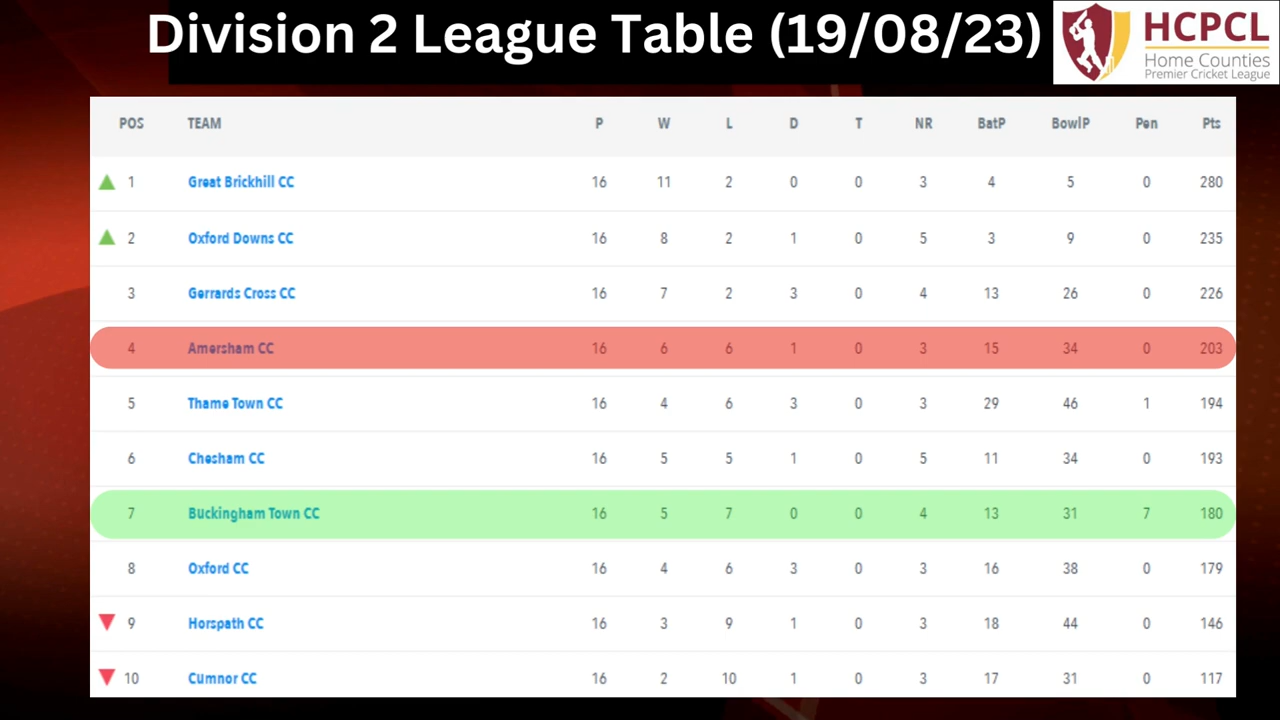 Division 2 League Table (19/08/23)
HCPCL
Home Counties
Premier Cricket League
POS TEAM P W L D T NR BatP BowlP Pen Pts
1 Great Brickhill CC 16 11 2 0 0 3 4 5 0 280
2 Oxford Downs CC 16 8 2 1 0 5 3 9 0 235
3 Gerrards Cross CC 16 7 2 3 0 4 13 26 0 226
4 Amersham CC 16 6 6 1 0 3 15 34 0 203
5 Thame Town CC 16 4 6 3 0 3 29 46 1 194
6 Chesham CC 16 5 5 1 0 5 11 34 0 193
7 Buckingham Town CC 16 5 7 0 0 4 13 31 7 180
8 Oxford CC 16 4 6 3 0 3 16 38 0 179
9 Horspath CC 16 3 9 1 0 3 18 44 0 146
10 Cumnor CC 16 2 10 1 0 3 17 31 0 117